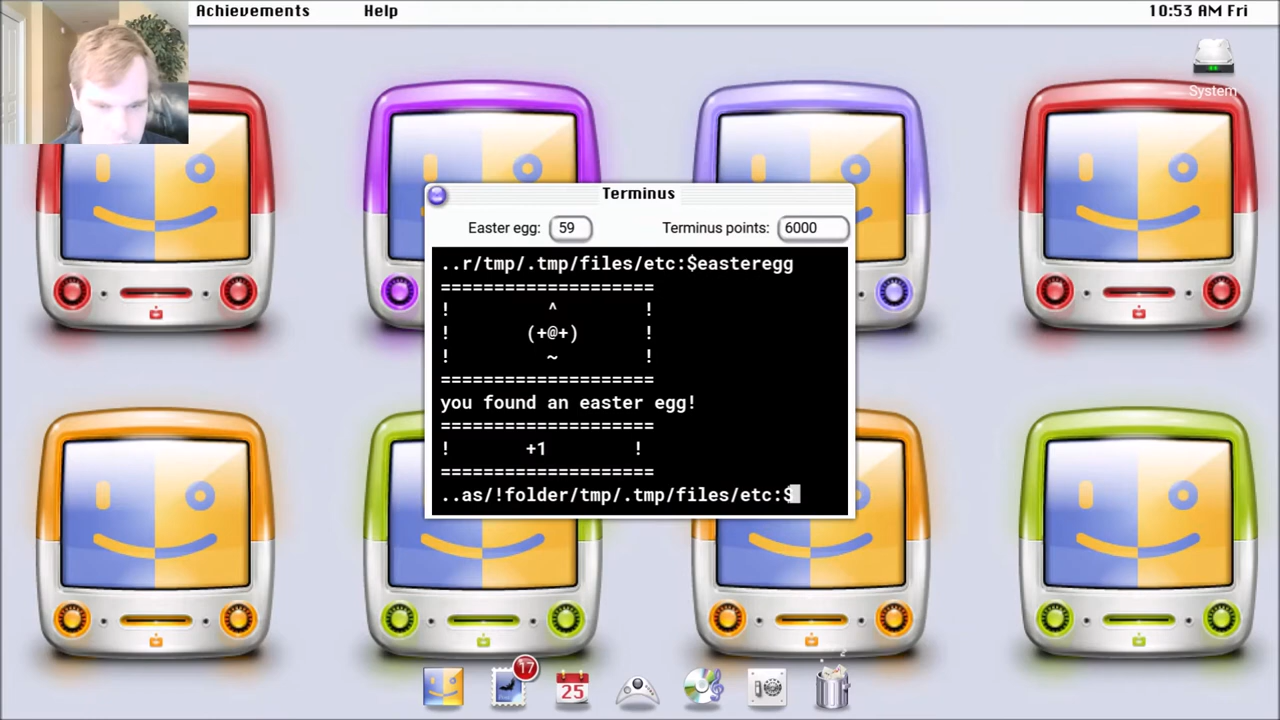 Achievements Help 10:53 AM Fri
System
Terminus
Easter egg: 59 Terminus points: 6000
..r/tmp/.tmp/files/etc:$easteregg
====================
! ^ !
! (+@+) !
! ~ !
====================
you found an easter egg!
====================
! +1 !
====================
..as/!folder/tmp/.tmp/files/etc:$
17
25
z